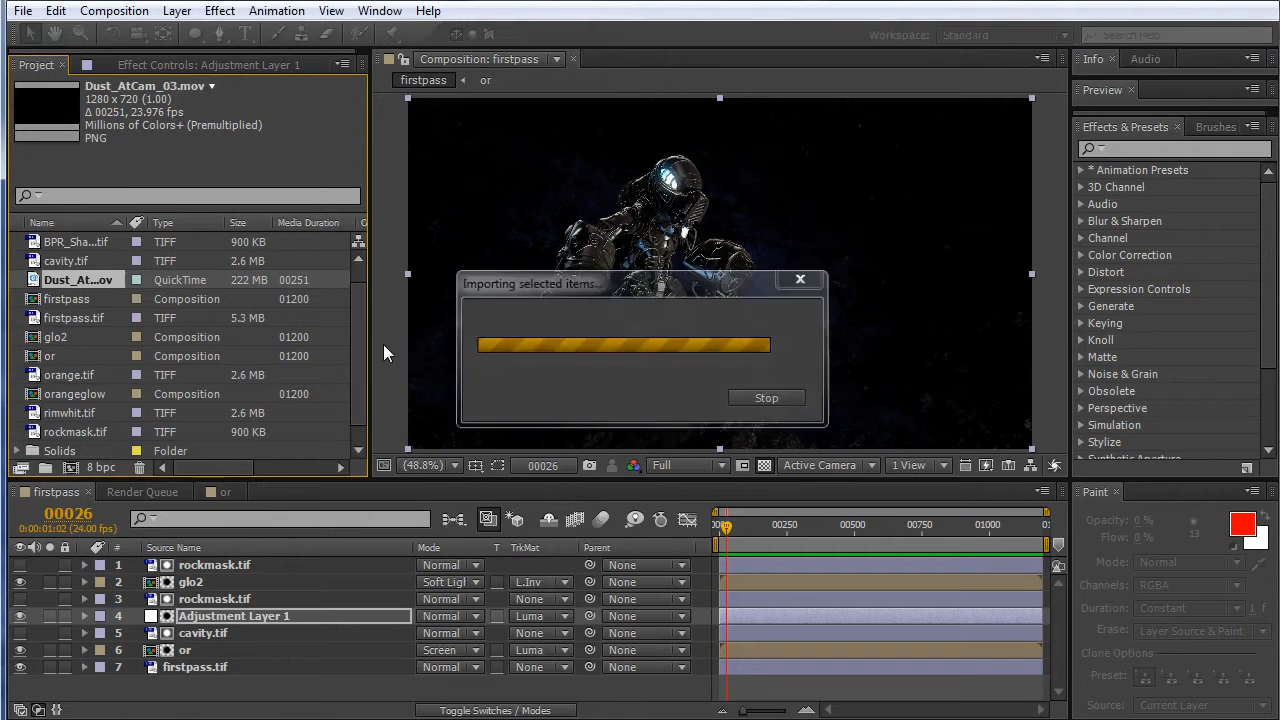 File Edit Composition Layer Effect Animation View Window Help
Workspace: Standard Search Help
Project Effect Controls: Adjustment Layer 1
Composition: firstpass
Info Audio
Dust_AtCam_03.mov
1280 x 720 (1.00)
Δ 00251, 23.976 fps
Millions of Colors+ (Premultiplied)
PNG
firstpass or
Preview
Effects & Presets Brushes
Name Type Size Media Duration
BPR_Sha...tif TIFF 900 KB
cavity.tif TIFF 2.6 MB
Dust_At...ov QuickTime 222 MB 00251
firstpass Composition 01200
firstpass.tif TIFF 5.3 MB
glo2 Composition 01200
or Composition 01200
orange.tif TIFF 2.6 MB
orangeglow Composition 01200
rimwhit.tif TIFF 2.6 MB
rockmask.tif TIFF 900 KB
Solids Folder
8 bpc
Importing selected items...
Stop
* Animation Presets
3D Channel
Audio
Blur & Sharpen
Channel
Color Correction
Distort
Expression Controls
Generate
Keying
Knoll
Matte
Noise & Grain
Obsolete
Perspective
Simulation
Stylize
Synthetic Aperture
(48.8%) 00026 Full Active Camera 1 View
firstpass Render Queue or
00026
0:00:01:02 (24.00 fps)
00250 00500 00750 01000
# Source Name Mode T TrkMat Parent
1 rockmask.tif Normal None
2 glo2 Soft Ligh L.Inv None
3 rockmask.tif Normal None None
4 Adjustment Layer 1 Normal Luma None
5 cavity.tif Normal None None
6 or Screen Luma None
7 firstpass.tif Normal None None
Toggle Switches / Modes
Paint
Opacity: 0 %
Flow: 0 %
13
Mode: Normal
Channels: RGBA
Duration: Constant 1 f
Erase: Layer Source & Paint
Clone Options
Preset:
Source: Current Layer